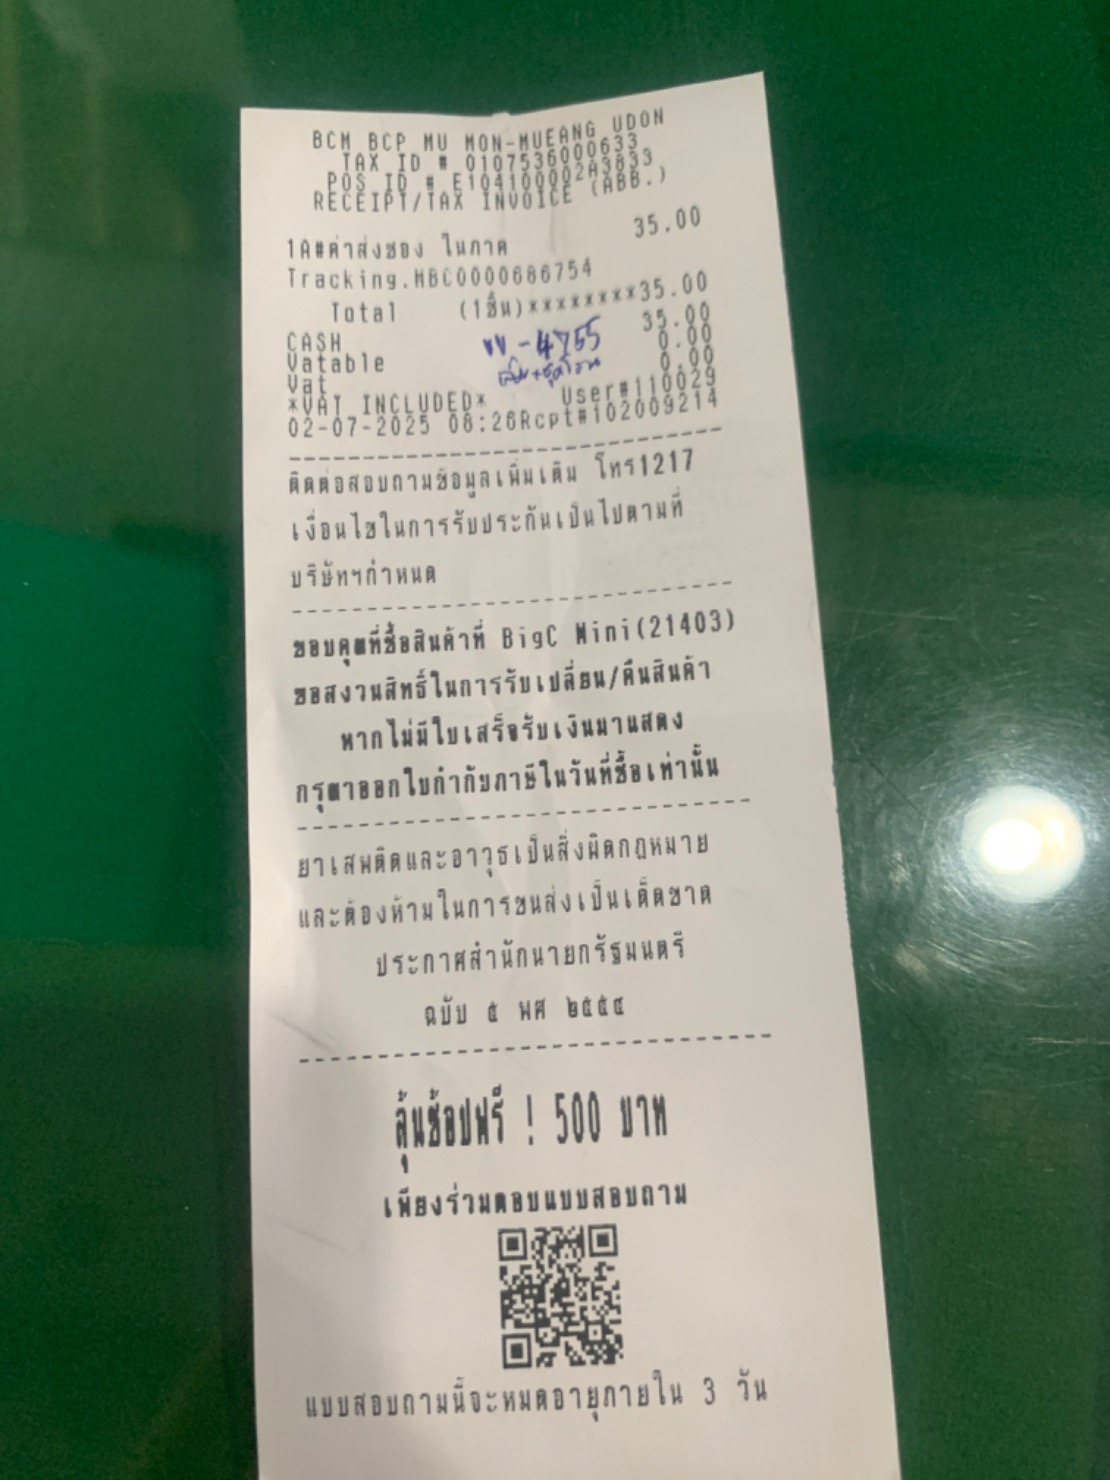 BCM BCP MU MON-MUEANG UDON
TAX ID # 0107536000633
POS ID # E104100002A3833
RECEIPT/TAX INVOICE (ABB.)
1A#ค่าส่งของ ในภาค 35.00
Tracking.MBC0000686754
Total (1ชิ้น)********35.00
CASH 35.00
Vatable 0.00
Vat 0.00
*VAT INCLUDED* User#110029
02-07-2025 08:26Rcpt#102009214
บบ-4755
ติดต่อสอบถามข้อมูลเพิ่มเติม โทร1217
เงื่อนไขในการรับประกันเป็นไปตามที่
บริษัทฯกำหนด
ขอบคุณที่ซื้อสินค้าที่ BigC Mini(21403)
ขอสงวนสิทธิ์ในการรับเปลี่ยน/คืนสินค้า
หากไม่มีใบเสร็จรับเงินมาแสดง
กรุณาออกใบกำกับภาษีในวันที่ซื้อเท่านั้น
ยาเสพติดและอาวุธเป็นสิ่งผิดกฎหมาย
และต้องห้ามในการขนส่งเป็นเด็ดขาด
ประกาศสำนักนายกรัฐมนตรี
ฉบับ ๕ พศ ๒๕๕๔
ลุ้นช้อปฟรี ! 500 บาท
เพียงร่วมตอบแบบสอบถาม
แบบสอบถามนี้จะหมดอายุภายใน 3 วัน